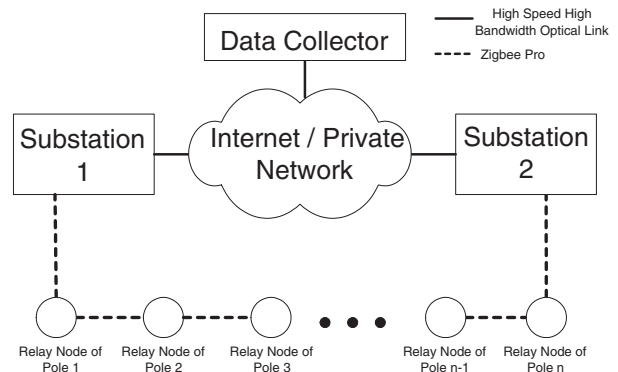 High Speed High
Bandwidth Optical Link
Zigbee Pro
Data Collector
Substation
1
Internet / Private
Network
Substation
2
Relay Node of
Pole 1
Relay Node of
Pole 2
Relay Node of
Pole 3
Relay Node of
Pole n-1
Relay Node of
Pole n